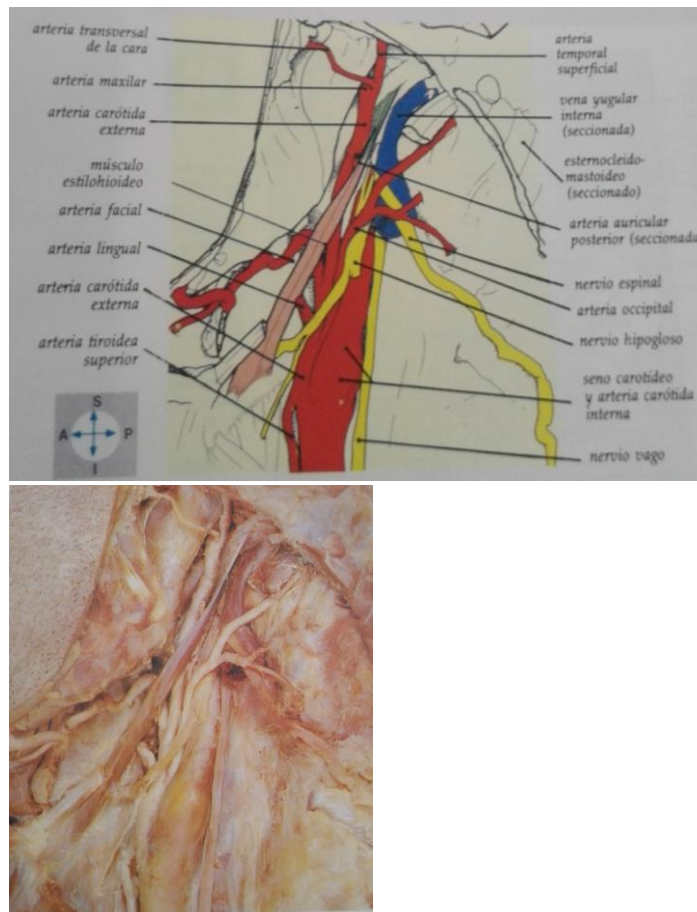 arteria transversal
de la cara
arteria maxilar
arteria carótida
externa
músculo
estilohioideo
arteria facial
arteria lingual
arteria carótida
externa
arteria tiroidea
superior
S
A
P
I
arteria
temporal
superficial
vena yugular
interna
(seccionada)
esternocleido-
mastoideo
(seccionado)
arteria auricular
posterior (seccionada
nervio espinal
arteria occipital
nervio hipogloso
seno carotídeo
y arteria carótida
interna
nervio vago